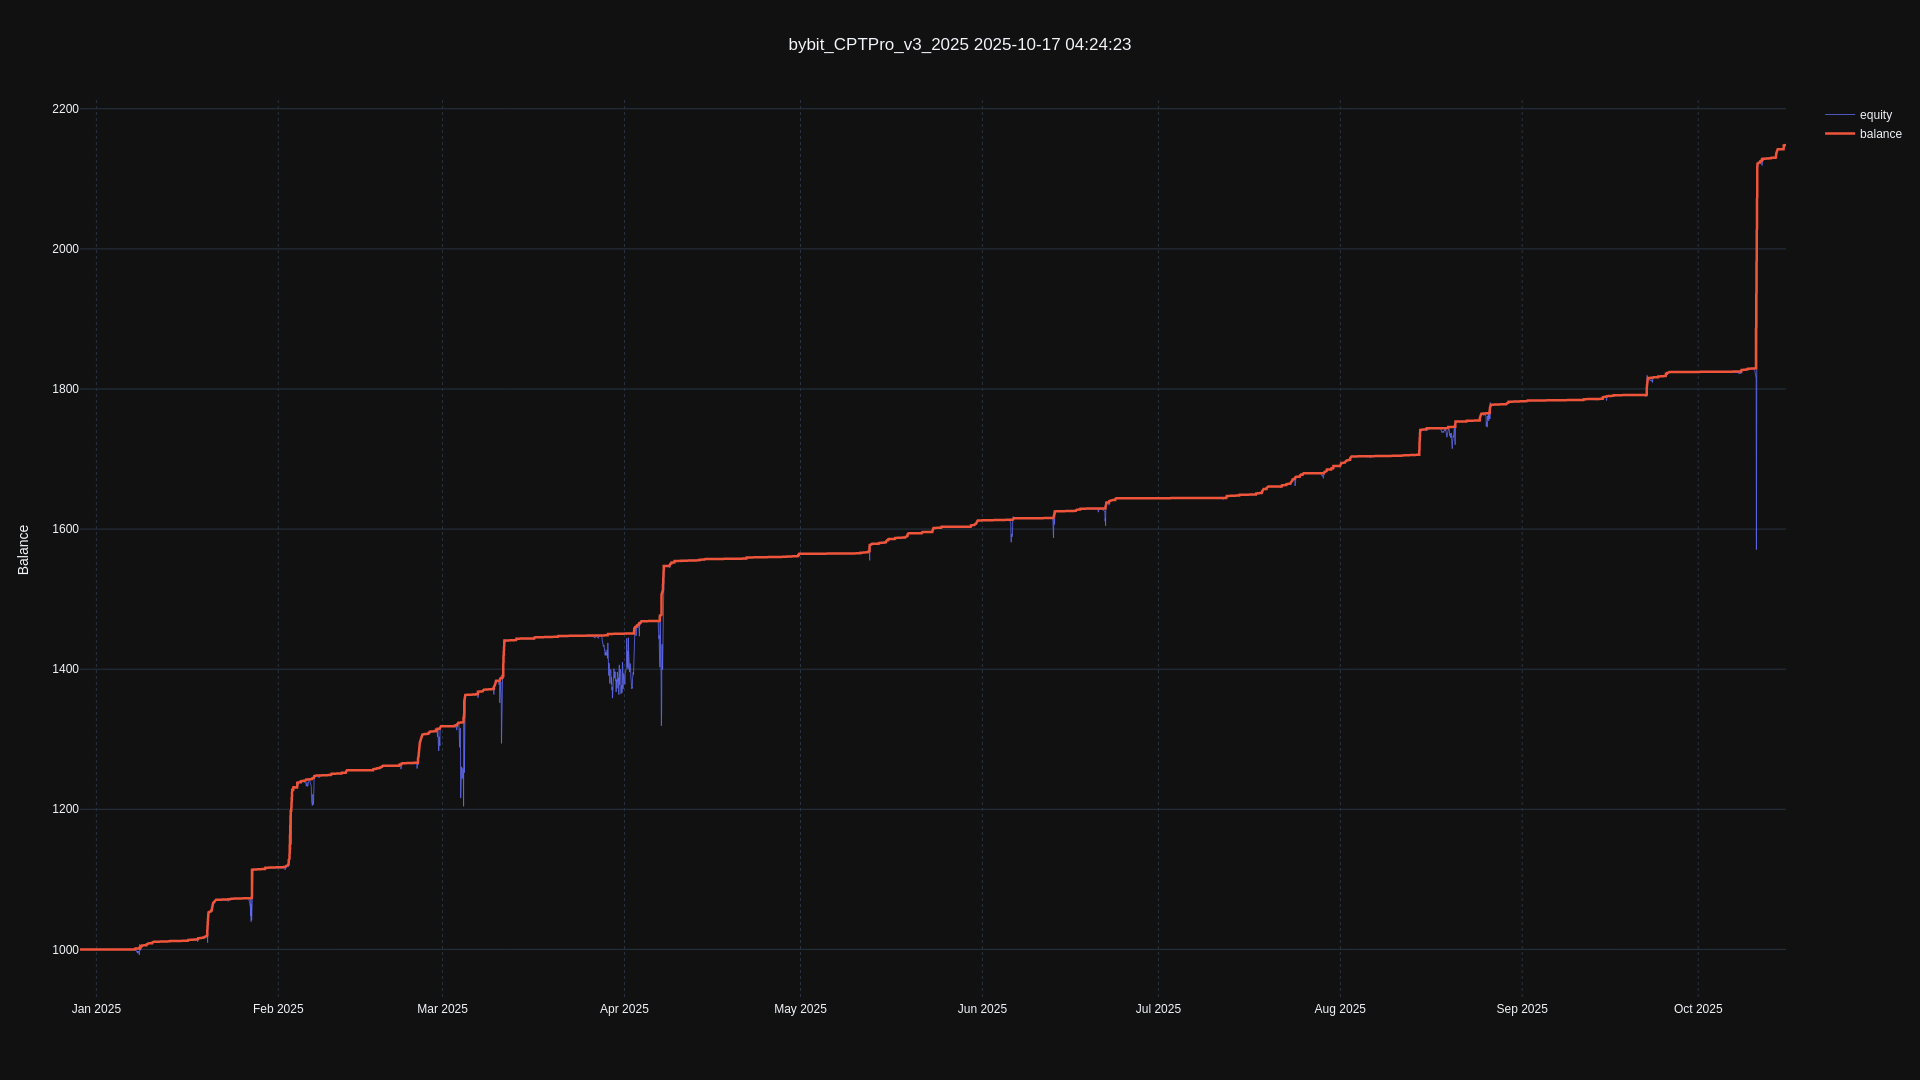 bybit_CPTPro_v3_2025 2025-10-17 04:24:23
equity
balance
Balance
2200
2000
1800
1600
1400
1200
1000
Jan 2025
Feb 2025
Mar 2025
Apr 2025
May 2025
Jun 2025
Jul 2025
Aug 2025
Sep 2025
Oct 2025